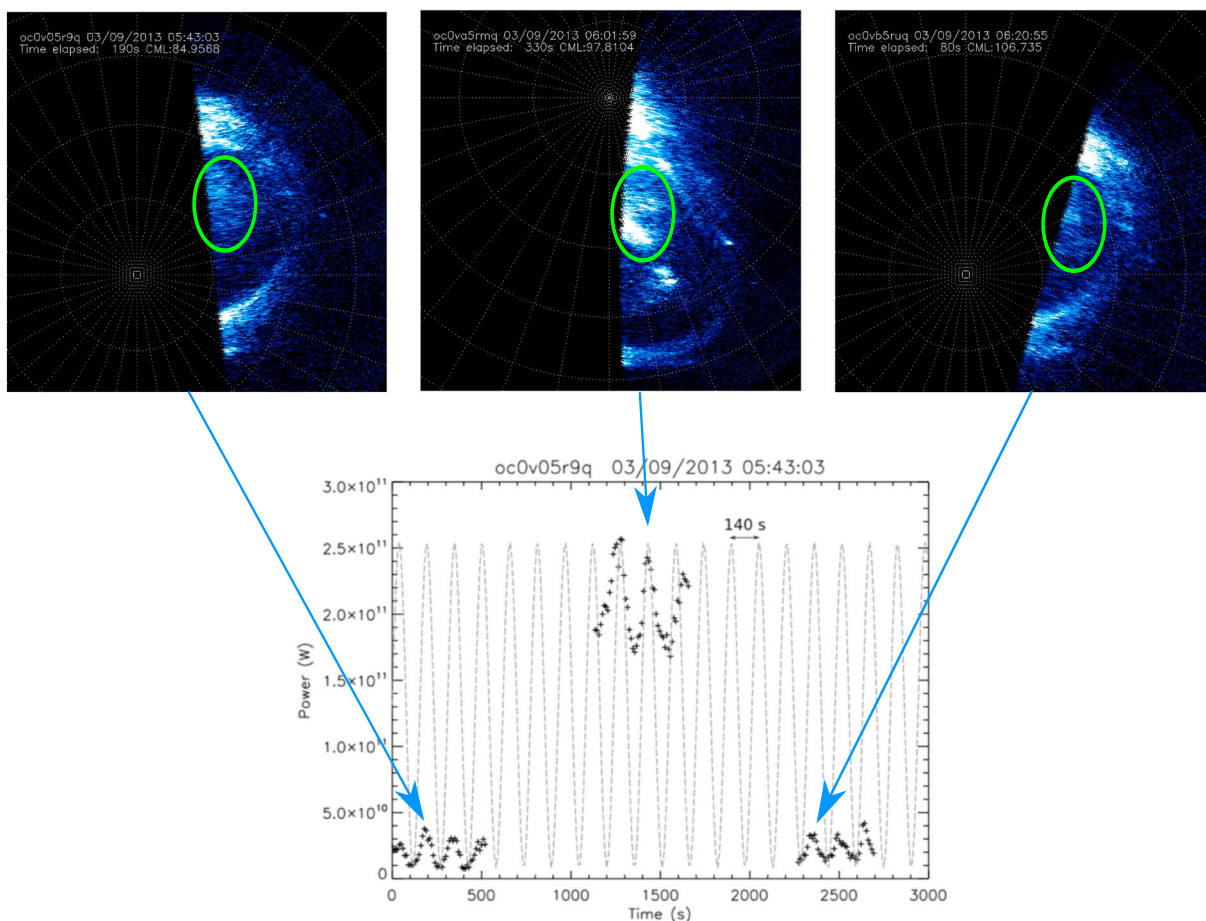 oc0v05r9q 03/09/2013 05:43:03
Time elapsed: 190s CML:84.9568
oc0va5rmq 03/09/2013 06:01:59
Time elapsed: 330s CML:97.8104
oc0vb5ruq 03/09/2013 06:20:55
Time elapsed: 80s CML:106.735
oc0v05r9q 03/09/2013 05:43:03
3.0×10¹¹
2.5×10¹¹
2.0×10¹¹
1.5×10¹¹
1.0×10¹¹
5.0×10¹⁰
0
Power (W)
140 s
0 500 1000 1500 2000 2500 3000
Time (s)